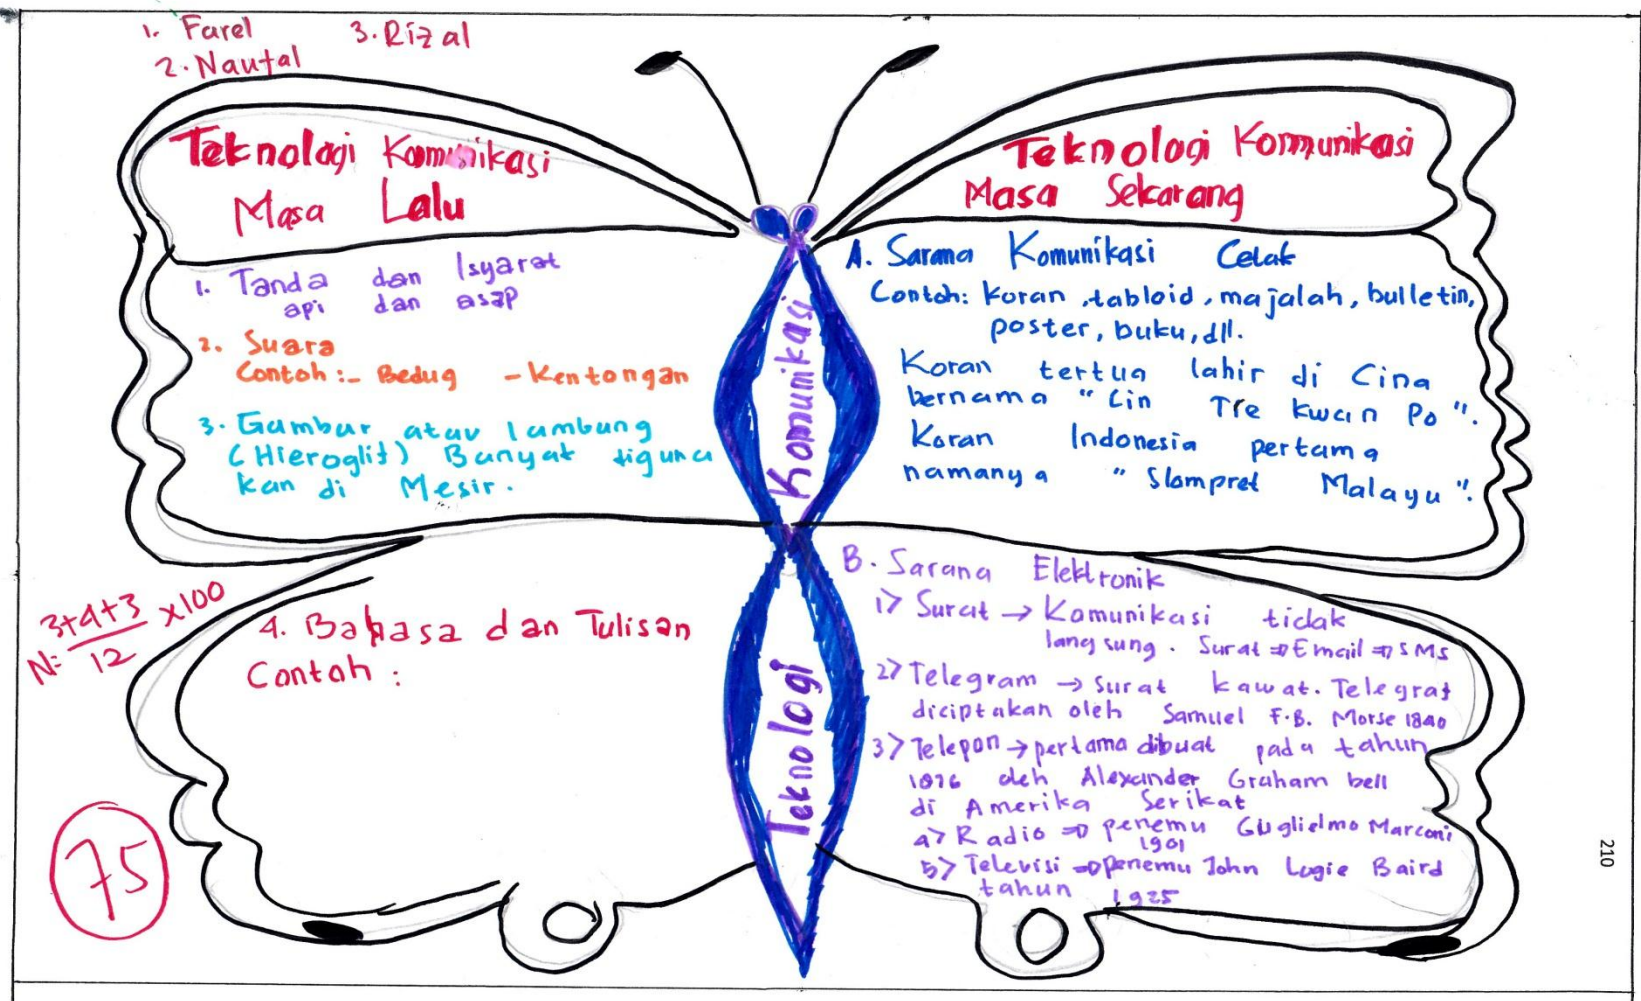 1. Farel
2. Naufal
3. Rizal
Teknologi Komunikasi
Masa Lalu
1. Tanda dan Isyarat
api dan asap
2. Suara
Contoh :- Bedug - Kentongan
3. Gambar atau lambung
(Hieroglif) Banyak diguna
kan di Mesir.
4. Bahasa dan Tulisan
Contoh :
Teknologi Komunikasi
Teknologi Komunikasi
Masa Sekarang
A. Sarana Komunikasi Cetak
Contoh: Koran, tabloid, majalah, bulletin,
poster, buku, dll.
Koran tertua lahir di Cina
bernama "Cin Tre Kwan Po".
Koran Indonesia pertama
namanya "Slompret Malayu".
B. Sarana Elektronik
1> Surat → Komunikasi tidak
langsung. Surat ⇒ Email ⇒ SMS
2> Telegram → surat kawat. Telegraf
diciptakan oleh Samuel F.B. Morse 1840
3> Telepon → pertama dibuat pada tahun
1876 oleh Alexander Graham bell
di Amerika Serikat
4> Radio ⇒ penemu Guglielmo Marconi
1901
5> Televisi ⇒ penemu John Logie Baird
tahun 1925
N: 3+4+3/12 x100
75
210